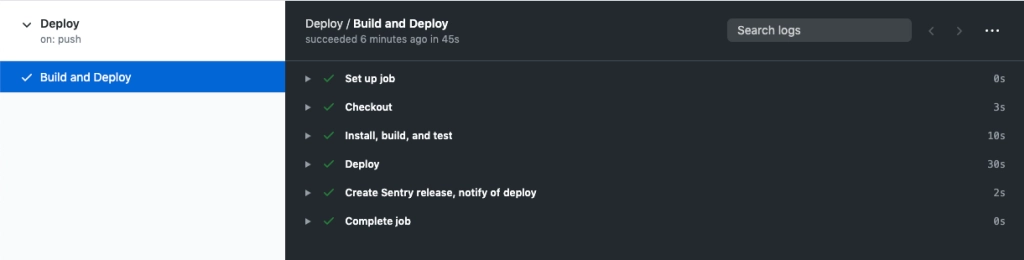 Deploy
on: push
Build and Deploy
Deploy / Build and Deploy
succeeded 6 minutes ago in 45s
Search logs
Set up job 0s
Checkout 3s
Install, build, and test 10s
Deploy 30s
Create Sentry release, notify of deploy 2s
Complete job 0s